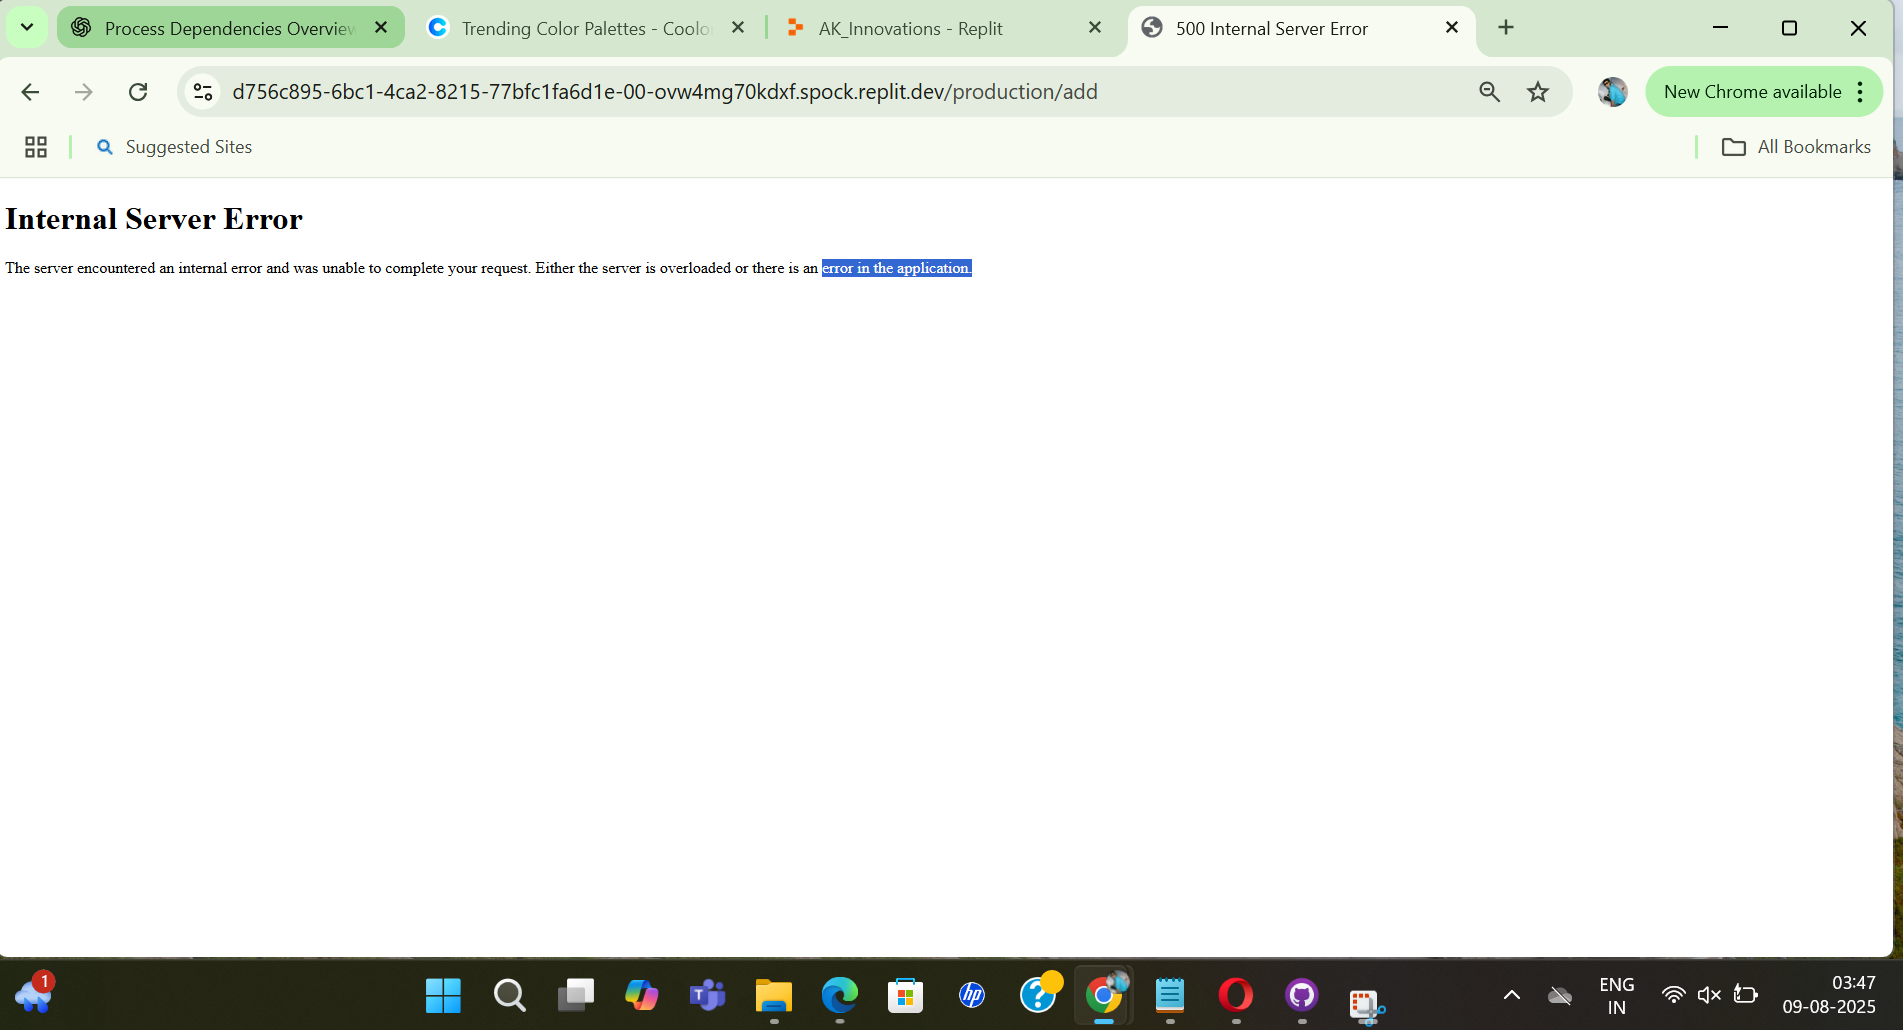 Process Dependencies Overview
Trending Color Palettes - Coolo
AK_Innovations - Replit
500 Internal Server Error
d756c895-6bc1-4ca2-8215-77bfc1fa6d1e-00-ovw4mg70kdxf.spock.replit.dev/production/add
New Chrome available
Suggested Sites
All Bookmarks
Internal Server Error
The server encountered an internal error and was unable to complete your request. Either the server is overloaded or there is an error in the application.
1
T
hp
?
ENG
IN
03:47
09-08-2025